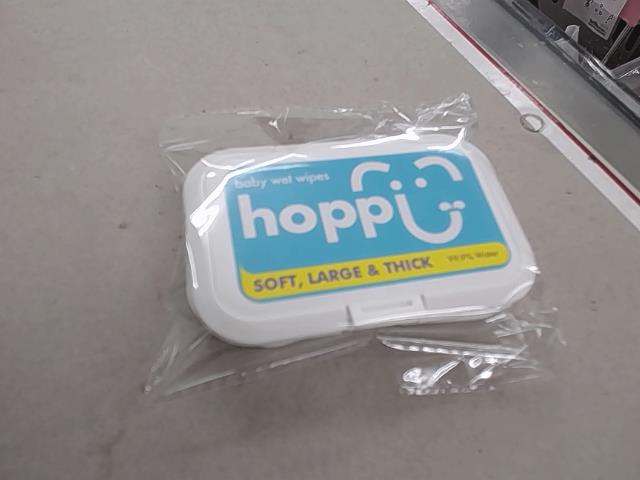 baby wet wipes
hoppi
SOFT, LARGE & THICK
99.9% Water